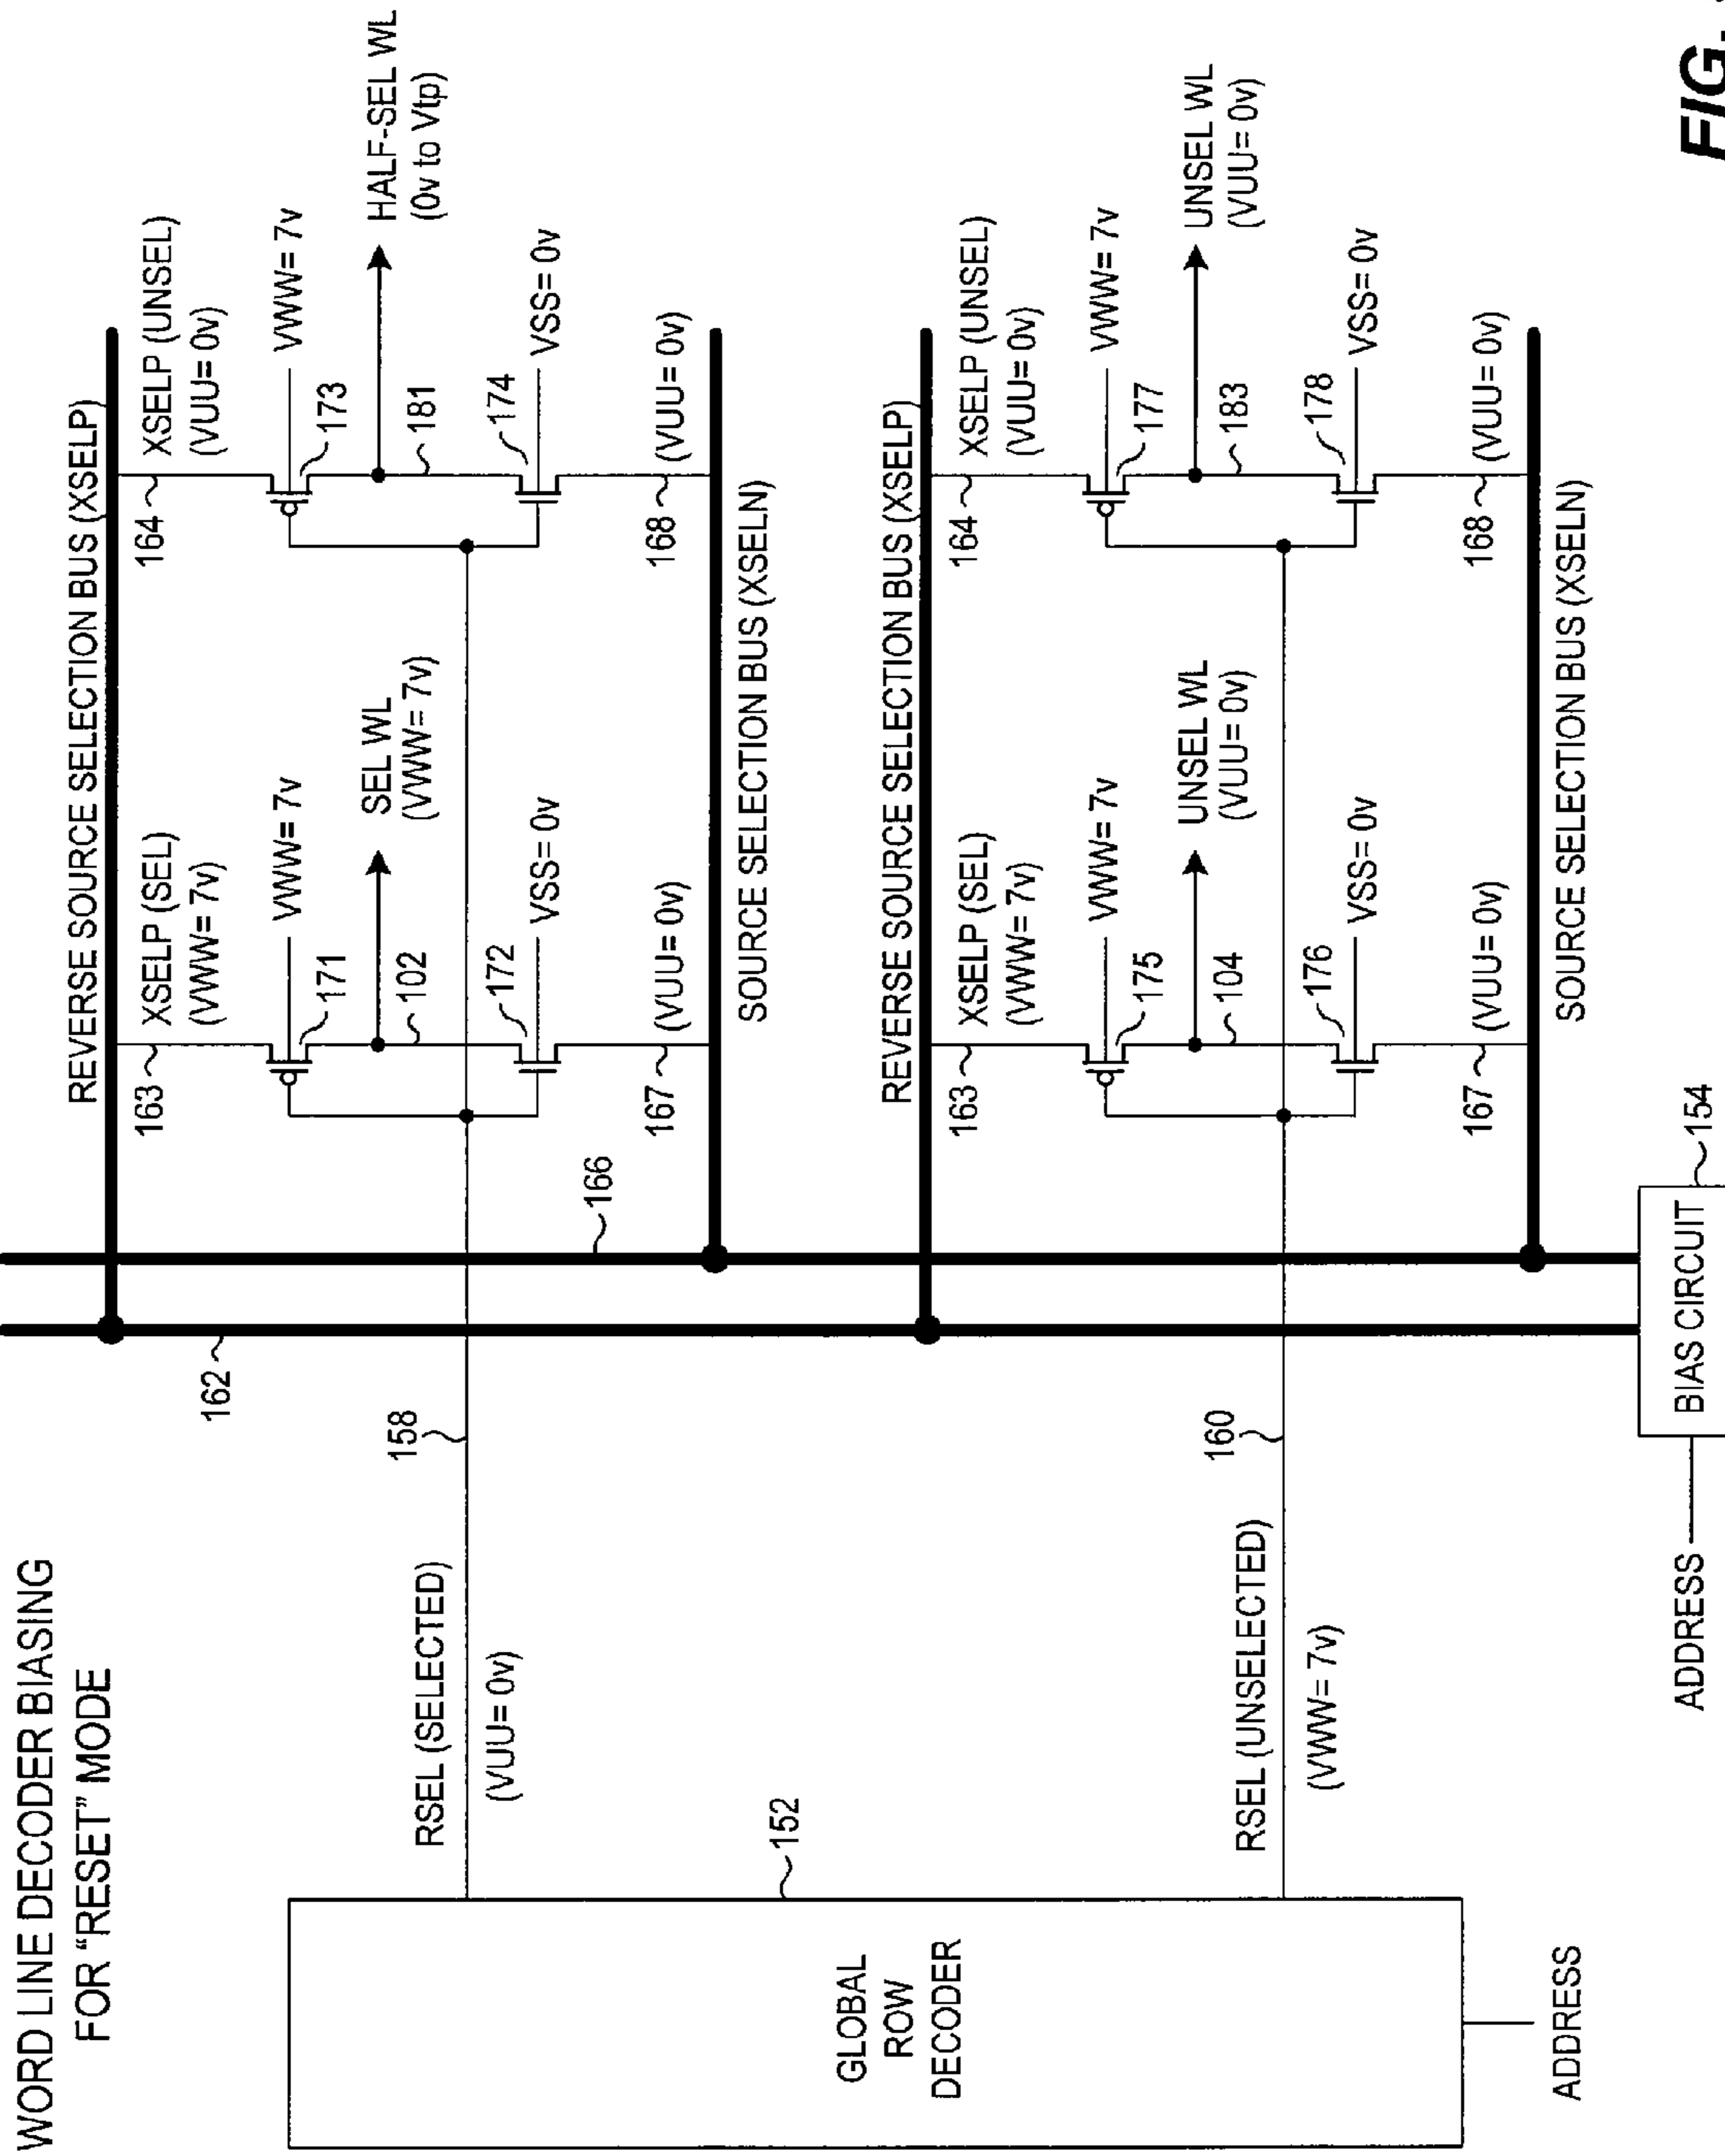 WORD LINE DECODER BIASING
FOR “RESET” MODE
REVERSE SOURCE SELECTION BUS (XSELP)
163
XSELP (SEL)
(VWW= 7v)
164
XSELP (UNSEL)
(VUU= 0v)
VWW= 7v
171
VWW= 7v
173
SEL WL
(VWW= 7v)
HALF-SEL WL
(0v to Vtp)
102
181
172
VSS= 0v
174
VSS= 0v
167
(VUU= 0v)
168
(VUU= 0v)
SOURCE SELECTION BUS (XSELN)
162
166
158
RSEL (SELECTED)
(VUU= 0v)
152
GLOBAL
ROW
DECODER
ADDRESS
REVERSE SOURCE SELECTION BUS (XSELP)
163
XSELP (SEL)
(VWW= 7v)
164
XSELP (UNSEL)
(VUU= 0v)
VWW= 7v
175
VWW= 7v
177
UNSEL WL
(VUU= 0v)
UNSEL WL
(VUU= 0v)
104
183
176
VSS= 0v
178
VSS= 0v
167
(VUU= 0v)
168
(VUU= 0v)
SOURCE SELECTION BUS (XSELN)
160
RSEL (UNSELECTED)
(VWW= 7v)
ADDRESS
BIAS CIRCUIT
154
FIG.